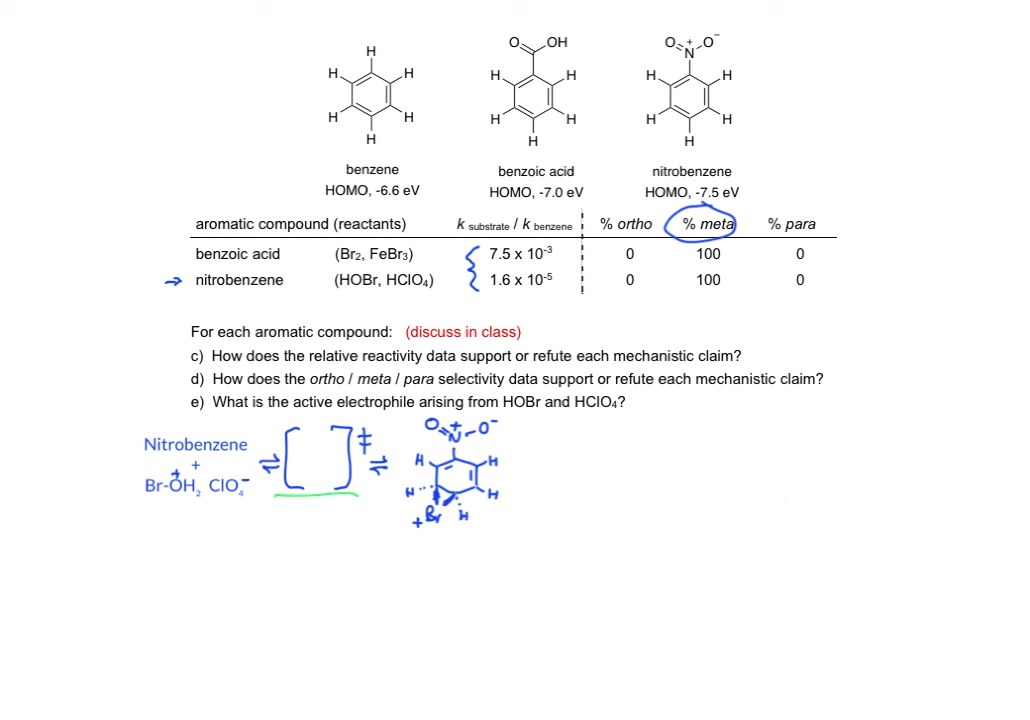 H
H H
H H
H
benzene
HOMO, -6.6 eV
O OH
H H
H H
H
benzoic acid
HOMO, -7.0 eV
O N + O -
H H
H H
H
nitrobenzene
HOMO, -7.5 eV
aromatic compound (reactants) k substrate / k benzene % ortho % meta % para
benzoic acid (Br₂, FeBr₃) 7.5 x 10⁻³ 0 100 0
→ nitrobenzene (HOBr, HClO₄) 1.6 x 10⁻⁵ 0 100 0
For each aromatic compound: (discuss in class)
c) How does the relative reactivity data support or refute each mechanistic claim?
d) How does the ortho / meta / para selectivity data support or refute each mechanistic claim?
e) What is the active electrophile arising from HOBr and HClO₄?
Nitrobenzene
+
Br-ȮH₂ ClO₄⁻ ⇌ [ ]‡ ⇌
O N + O -
H H
H H
+ Br H